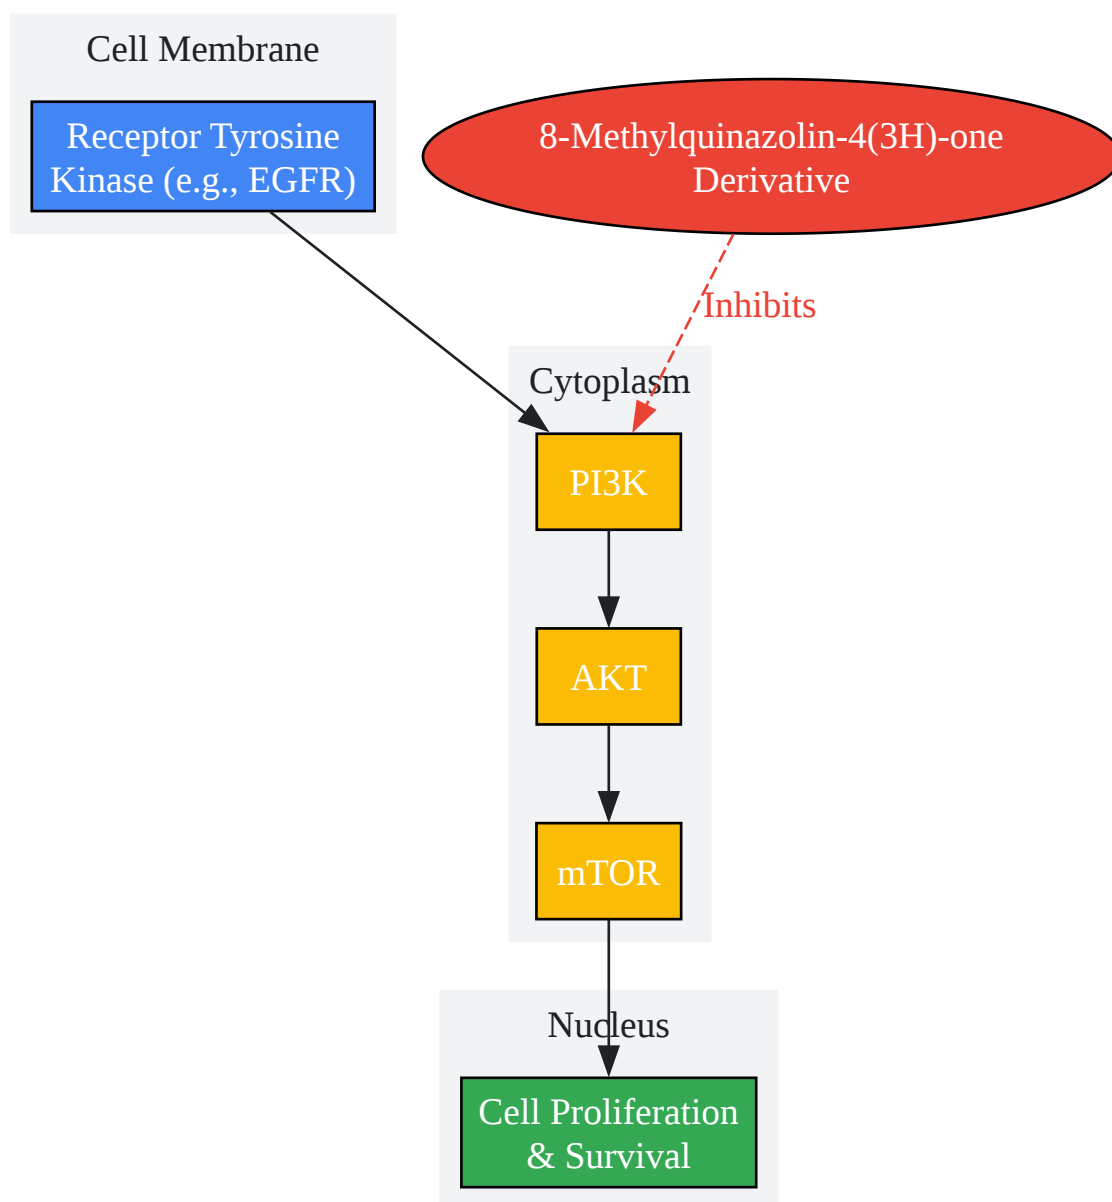 Cell Membrane
Receptor Tyrosine
Kinase (e.g., EGFR)
8-Methylquinazolin-4(3H)-one
Derivative
Inhibits
Cytoplasm
PI3K
AKT
mTOR
Nucleus
Cell Proliferation
& Survival